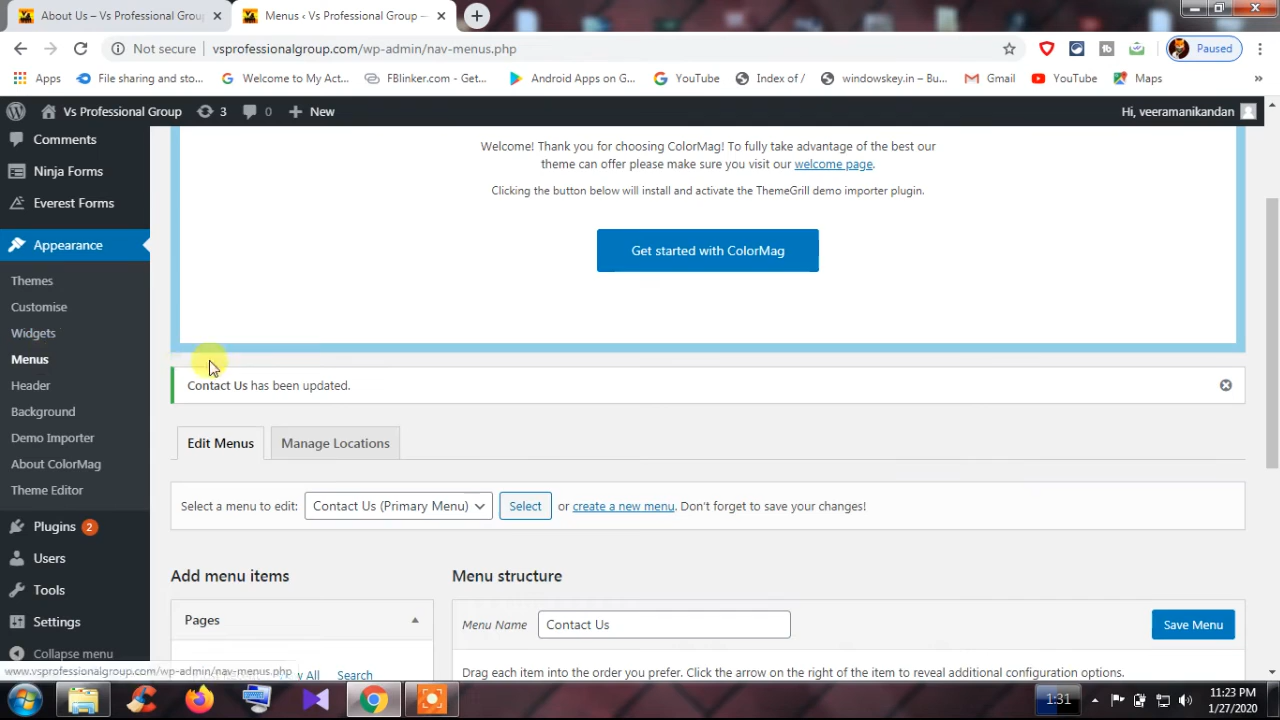 About Us – Vs Professional Group
Menus ‹ Vs Professional Group —
Not secure
vsprofessionalgroup.com/wp-admin/nav-menus.php
Paused
Apps
File sharing and sto...
Welcome to My Act...
FBlinker.com - Get...
Android Apps on G...
YouTube
Index of /
windowskey.in – Bu...
Gmail
YouTube
Maps
»
Vs Professional Group
3
0
New
Hi, veeramanikandan
Comments
Ninja Forms
Everest Forms
Appearance
Themes
Customise
Widgets
Menus
Header
Background
Demo Importer
About ColorMag
Theme Editor
Plugins 2
Users
Tools
Settings
Collapse menu
Welcome! Thank you for choosing ColorMag! To fully take advantage of the best our
theme can offer please make sure you visit our welcome page.
Clicking the button below will install and activate the ThemeGrill demo importer plugin.
Get started with ColorMag
Contact Us has been updated.
Edit Menus
Manage Locations
Select a menu to edit: Contact Us (Primary Menu) Select or create a new menu. Don't forget to save your changes!
Add menu items
Menu structure
Pages
Menu Name Contact Us
Save Menu
Search
Drag each item into the order you prefer. Click the arrow on the right of the item to reveal additional configuration options.
www.vsprofessionalgroup.com/wp-admin/nav-menus.php
1:31
11:23 PM
1/27/2020